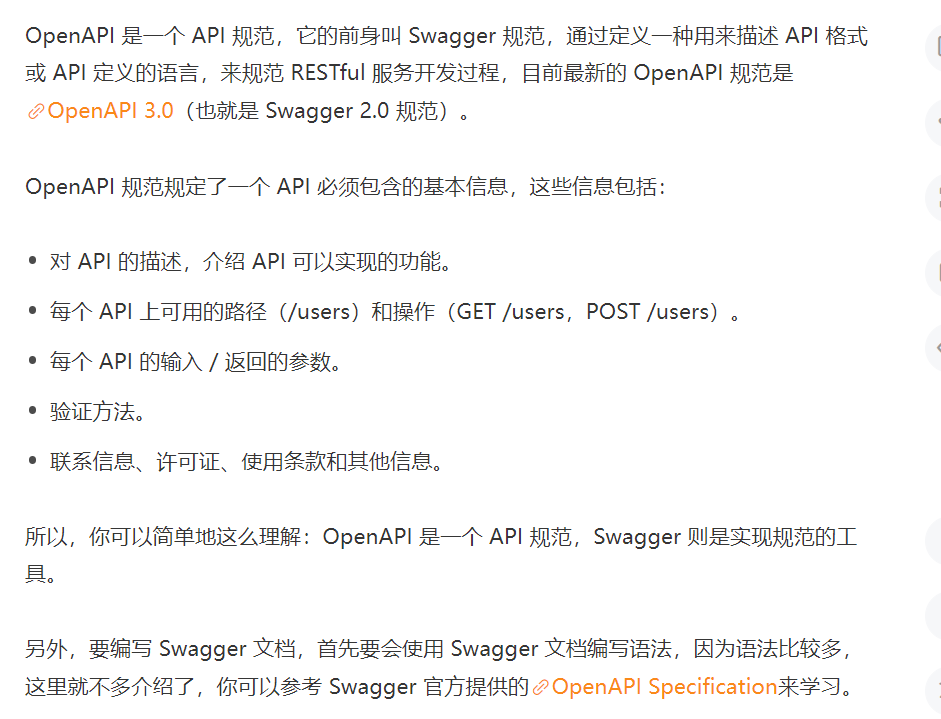 OpenAPI 是一个 API 规范，它的前身叫 Swagger 规范，通过定义一种用来描述 API 格式
或 API 定义的语言，来规范 RESTful 服务开发过程，目前最新的 OpenAPI 规范是
OpenAPI 3.0（也就是 Swagger 2.0 规范）。
OpenAPI 规范规定了一个 API 必须包含的基本信息，这些信息包括：
• 对 API 的描述，介绍 API 可以实现的功能。
• 每个 API 上可用的路径（/users）和操作（GET /users，POST /users）。
• 每个 API 的输入 / 返回的参数。
• 验证方法。
• 联系信息、许可证、使用条款和其他信息。
所以，你可以简单地这么理解：OpenAPI 是一个 API 规范，Swagger 则是实现规范的工
具。
另外，要编写 Swagger 文档，首先要会使用 Swagger 文档编写语法，因为语法比较多，
这里就不多介绍了，你可以参考 Swagger 官方提供的OpenAPI Specification来学习。